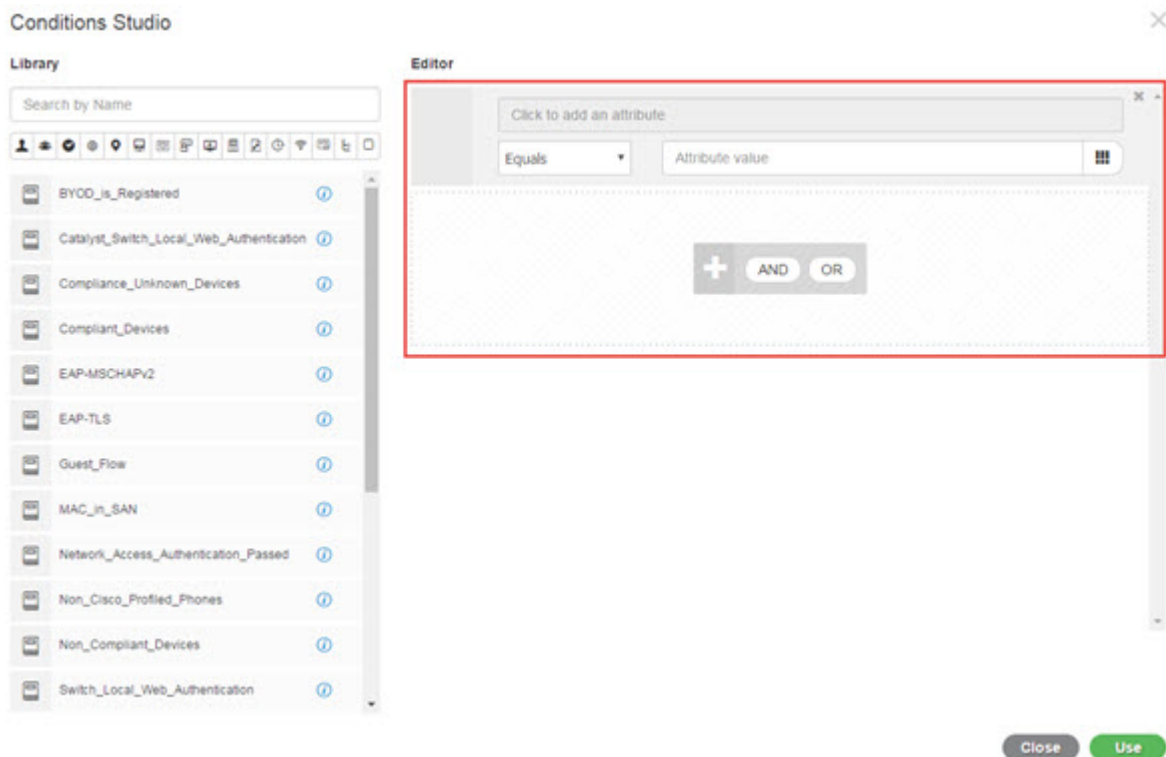 Conditions Studio
Library
Search by Name
BYOD_is_Registered
Catalyst_Switch_Local_Web_Authentication
Compliance_Unknown_Devices
Compliant_Devices
EAP-MSCHAPv2
EAP-TLS
Guest_Flow
MAC_in_SAN
Network_Access_Authentication_Passed
Non_Cisco_Profiled_Phones
Non_Compliant_Devices
Switch_Local_Web_Authentication
Editor
Click to add an attribute
Equals
Attribute value
AND OR
Close Use